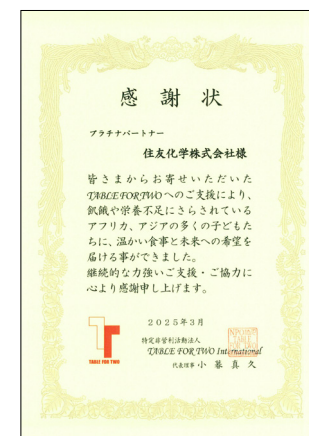 感謝状
プラチナパートナー
住友化学株式会社様
皆さまからお寄せいただいた
TABLE FOR TWOへのご支援により、
飢餓や栄養不足にさらされている
アフリカ、アジアの多くの子どもた
ちに、温かい食事と未来への希望を
届ける事ができました。
継続的な力強いご支援・ご協力に
心より感謝申し上げます。
2025年3月
特定非営利活動法人
TABLE FOR TWO International
代表理事 小暮真久
TABLE FOR TWO